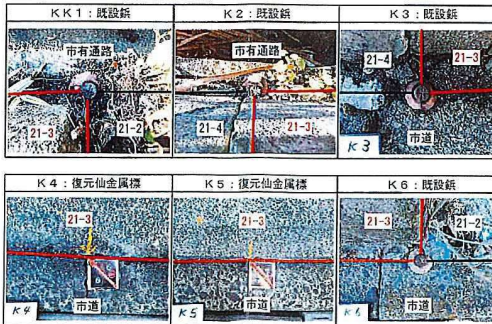 KK1：既設鋲
K2：既設鋲
K3：既設鋲
市有通路
21-3
21-2
市有通路
21-4
21-3
21-4
21-3
市道
K3
K4：復元仙金属標
K5：復元仙金属標
K6：既設鋲
21-3
市道
K4
21-3
市道
K5
21-3
21-2
市道
K6